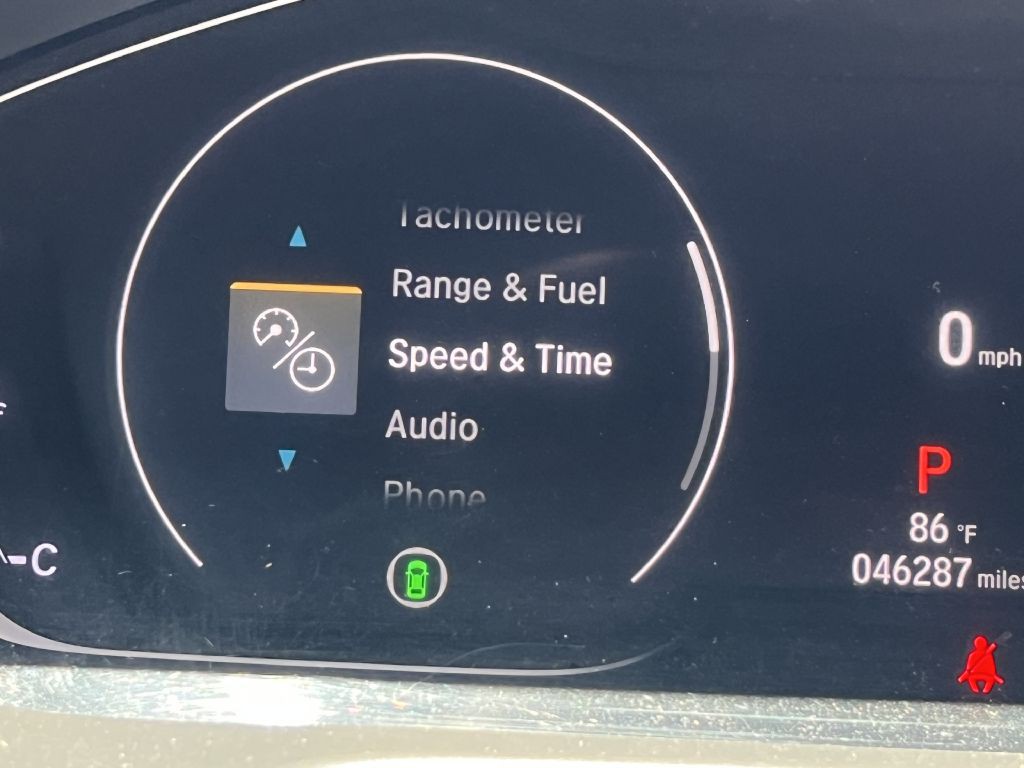 Tachometer
Range & Fuel
Speed & Time
Audio
Phone
0 mph
P
86 °F
046287 miles
-C